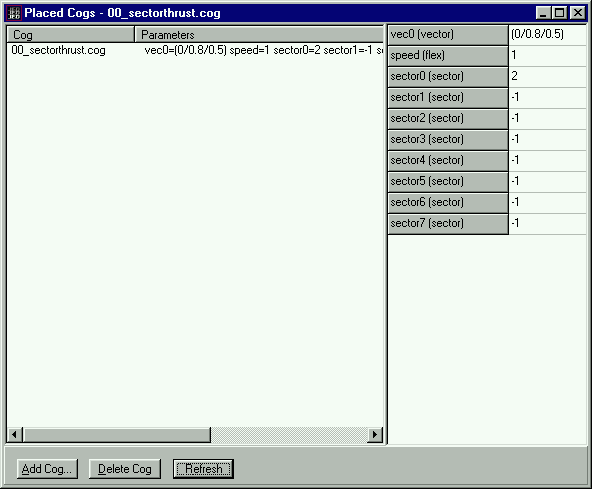 Placed Cogs - 00_sectorthrust.cog
Cog Parameters
00_sectorthrust.cog vec0=(0/0.8/0.5) speed=1 sector0=2 sector1=-1 se
vec0 (vector) (0/0.8/0.5)
speed (flex) 1
sector0 (sector) 2
sector1 (sector) -1
sector2 (sector) -1
sector3 (sector) -1
sector4 (sector) -1
sector5 (sector) -1
sector6 (sector) -1
sector7 (sector) -1
Add Cog... Delete Cog Refresh